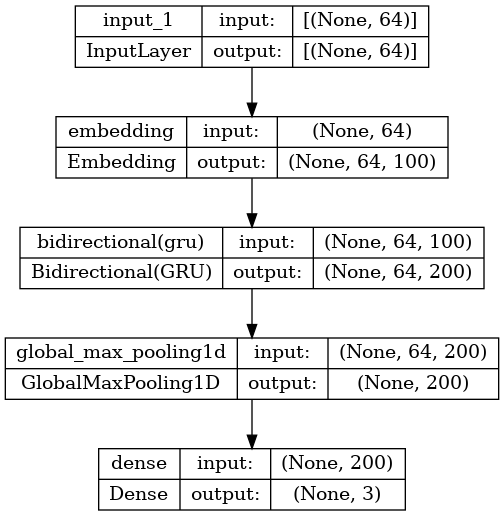 input_1 input: [(None, 64)]
InputLayer output: [(None, 64)]
embedding input: (None, 64)
Embedding output: (None, 64, 100)
bidirectional(gru) input: (None, 64, 100)
Bidirectional(GRU) output: (None, 64, 200)
global_max_pooling1d input: (None, 64, 200)
GlobalMaxPooling1D output: (None, 200)
dense input: (None, 200)
Dense output: (None, 3)